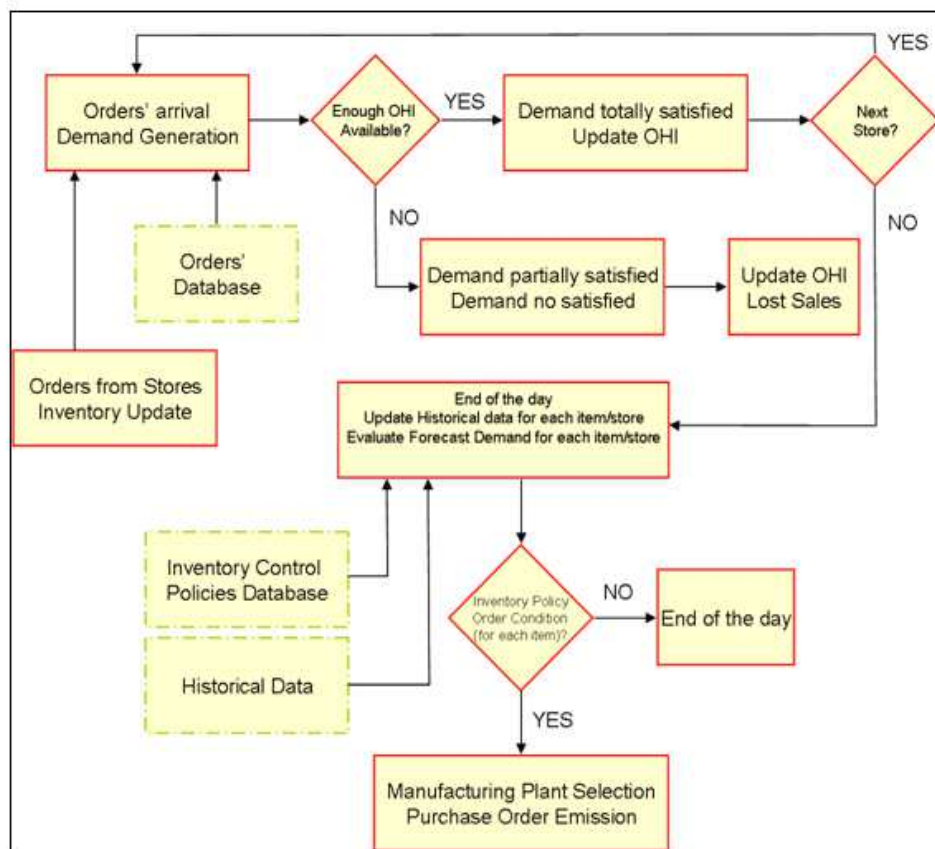 YES
Orders' arrival
Demand Generation
Enough OHI
Available?
YES
Demand totally satisfied
Update OHI
Next
Store?
NO
NO
Orders'
Database
Demand partially satisfied
Demand no satisfied
Update OHI
Lost Sales
Orders from Stores
Inventory Update
End of the day
Update Historical data for each item/store
Evaluate Forecast Demand for each item/store
Inventory Control
Policies Database
Inventory Policy
Order Condition
(for each item)?
NO
End of the day
Historical Data
YES
Manufacturing Plant Selection
Purchase Order Emission